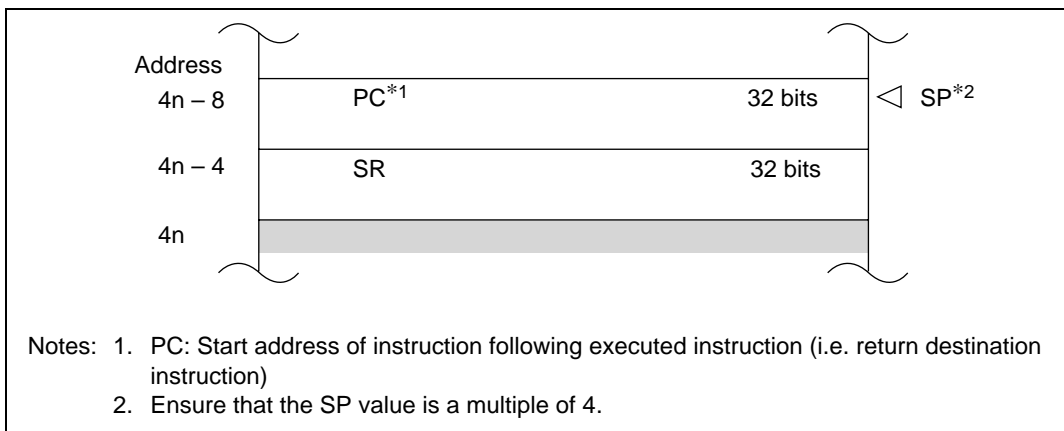 Address
4n – 8 PC*1 32 bits SP*2
4n – 4 SR 32 bits
4n
Notes: 1. PC: Start address of instruction following executed instruction (i.e. return destination
instruction)
2. Ensure that the SP value is a multiple of 4.